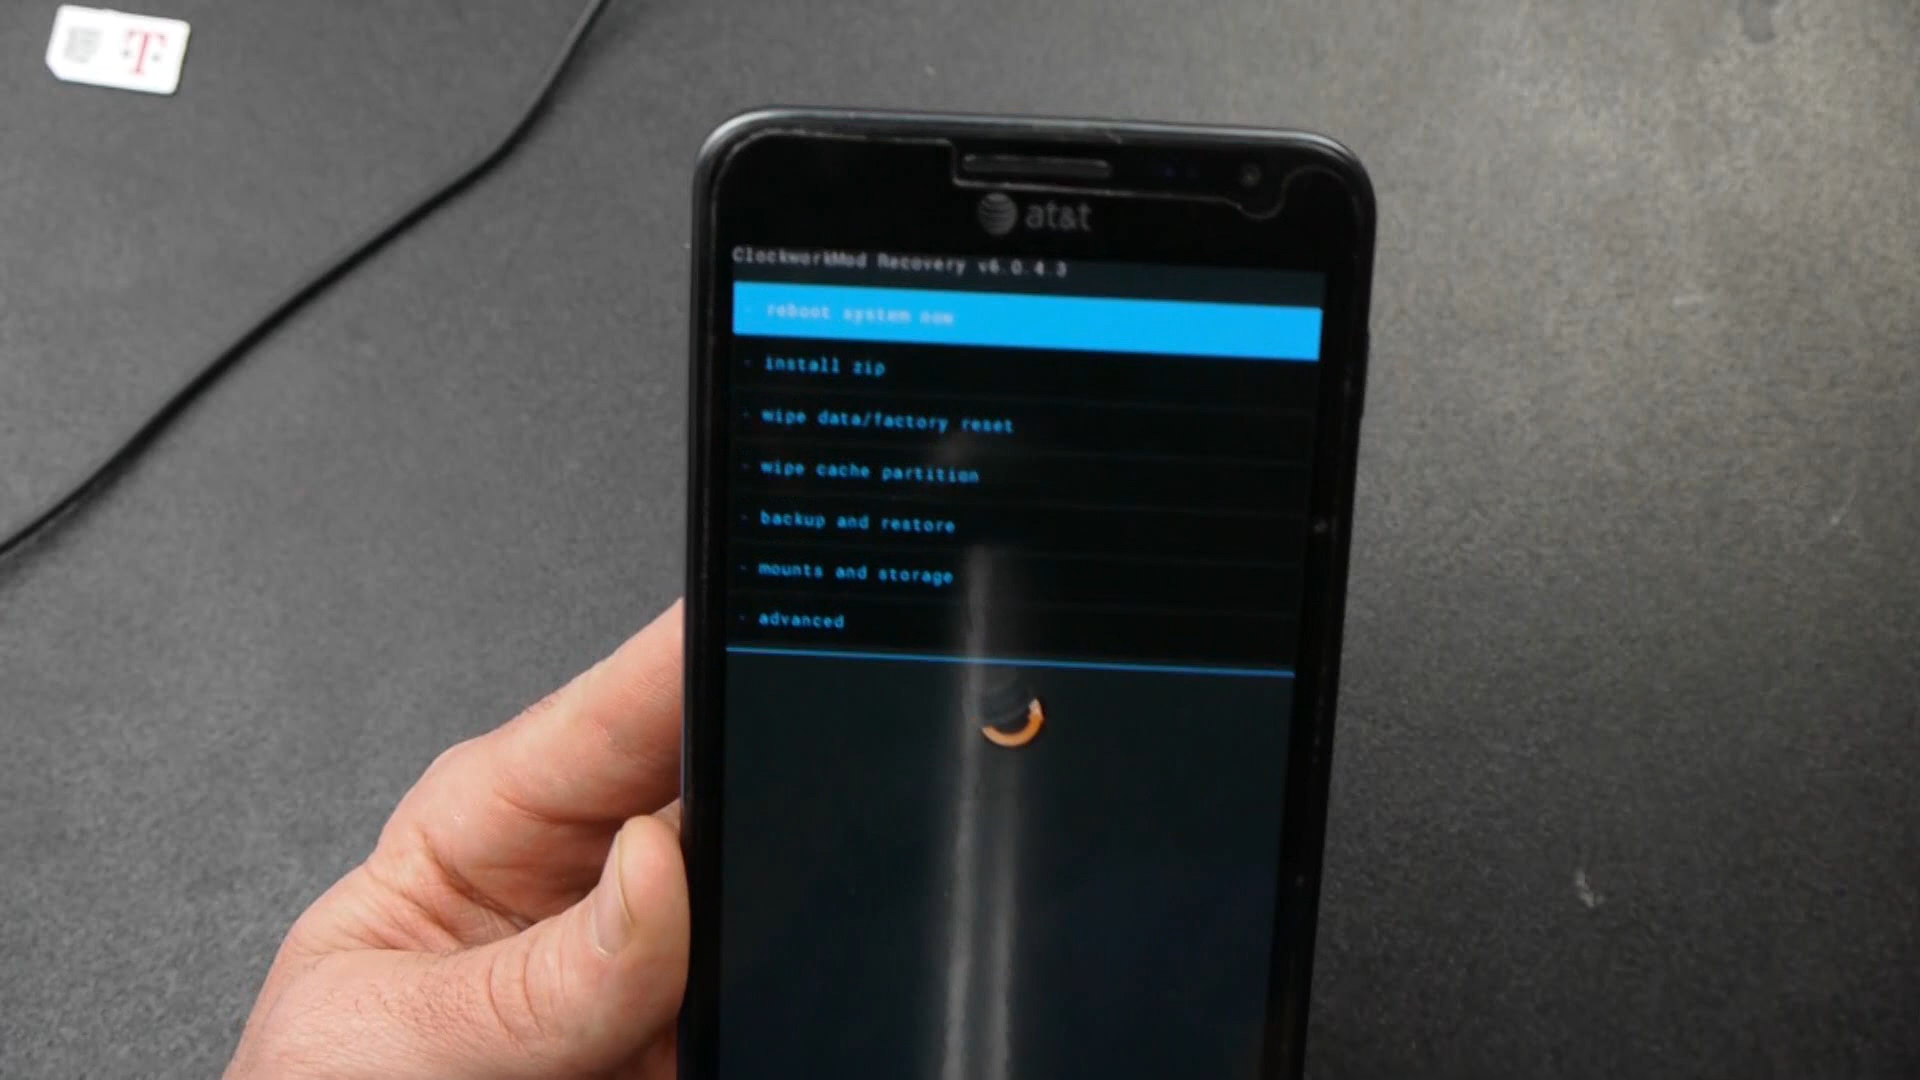 T
at&t
ClockworkMod Recovery v6.0.4.3
- reboot system now
- install zip
- wipe data/factory reset
- wipe cache partition
- backup and restore
- mounts and storage
- advanced